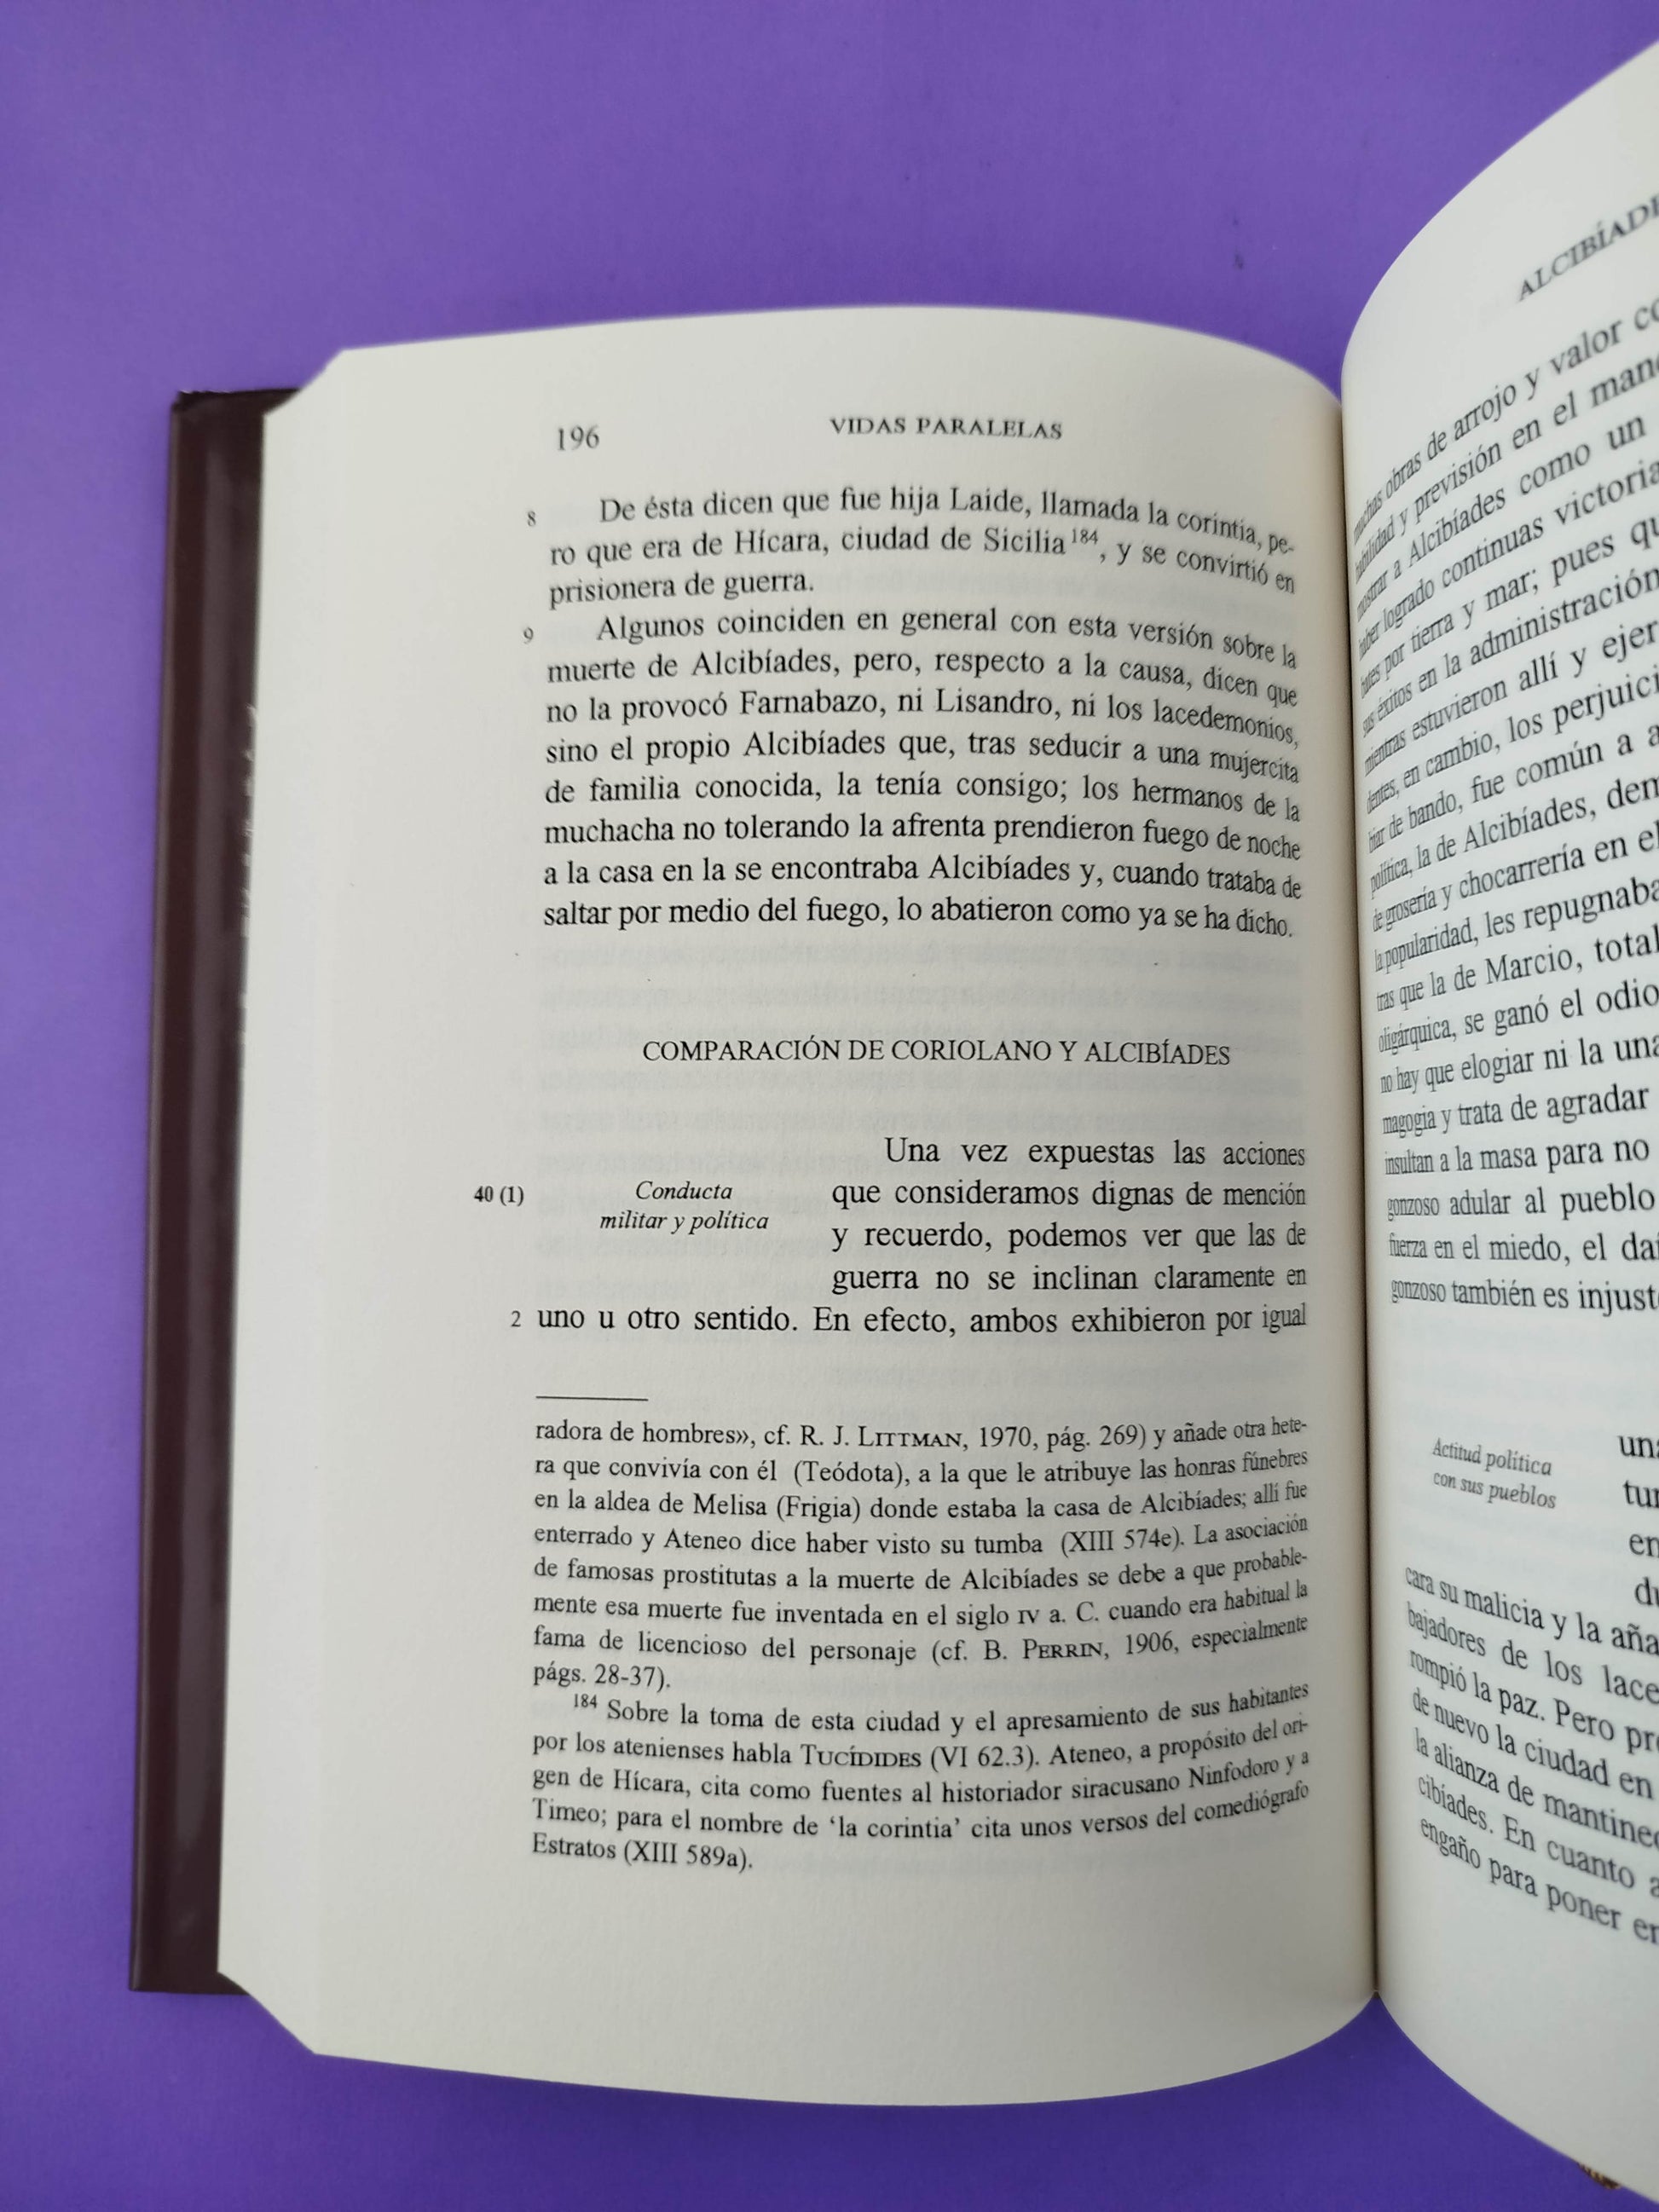 196
VIDAS PARALELAS
8 De ésta dicen que fue hija Laide, llamada la corintia, pe-
ro que era de Hícara, ciudad de Sicilia184, y se convirtió en
prisionera de guerra.
9 Algunos coinciden en general con esta versión sobre la
muerte de Alcibíades, pero, respecto a la causa, dicen que
no la provocó Farnabazo, ni Lisandro, ni los lacedemonios,
sino el propio Alcibíades que, tras seducir a una mujercita
de familia conocida, la tenía consigo; los hermanos de la
muchacha no tolerando la afrenta prendieron fuego de noche
a la casa en la se encontraba Alcibíades y, cuando trataba de
saltar por medio del fuego, lo abatieron como ya se ha dicho.
COMPARACIÓN DE CORIOLANO Y ALCIBÍADES
40 (1)
Conducta
militar y política
Una vez expuestas las acciones
que consideramos dignas de mención
y recuerdo, podemos ver que las de
guerra no se inclinan claramente en
2 uno u otro sentido. En efecto, ambos exhibieron por igual
radora de hombres», cf. R. J. LITTMAN, 1970, pág. 269) y añade otra hete-
ra que convivía con él (Teódota), a la que le atribuye las honras fúnebres
en la aldea de Melisa (Frigia) donde estaba la casa de Alcibíades; allí fue
enterrado y Ateneo dice haber visto su tumba (XIII 574e). La asociación
de famosas prostitutas a la muerte de Alcibíades se debe a que probable-
mente esa muerte fue inventada en el siglo IV a. C. cuando era habitual la
fama de licencioso del personaje (cf. B. PERRIN, 1906, especialmente
págs. 28-37).
184 Sobre la toma de esta ciudad y el apresamiento de sus habitantes
por los atenienses habla TUCÍDIDES (VI 62.3). Ateneo, a propósito del ori-
gen de Hícara, cita como fuentes al historiador siracusano Ninfodoro y a
Timeo; para el nombre de ‘la corintia’ cita unos versos del comediógrafo
Estratos (XIII 589a).
muchas obras de arrojo y valor
habilidad y previsión en el
mostrar a Alcibíades como un
haber logrado continuas
por tierra y mar; pues
sus éxitos en la administración
mientras estuvieron allí y
dentes, en cambio, los
biar de bando, fue común a
política, la de Alcibíades,
de grosería y chocarrería en
la popularidad, les
tras que la de Marcio,
oligárquica, se ganó el odio
no hay que elogiar ni la
magogia y trata de agradar
insultan a la masa para no
gonzoso adular al pueblo
fuerza en el miedo, el
gonzoso también es
Actitud política
con sus pueblos
cara su malicia y la
bajadores de los
rompió la paz. Pero
de nuevo la ciudad en
la alianza de
cibíades. En cuanto
engaño para poner